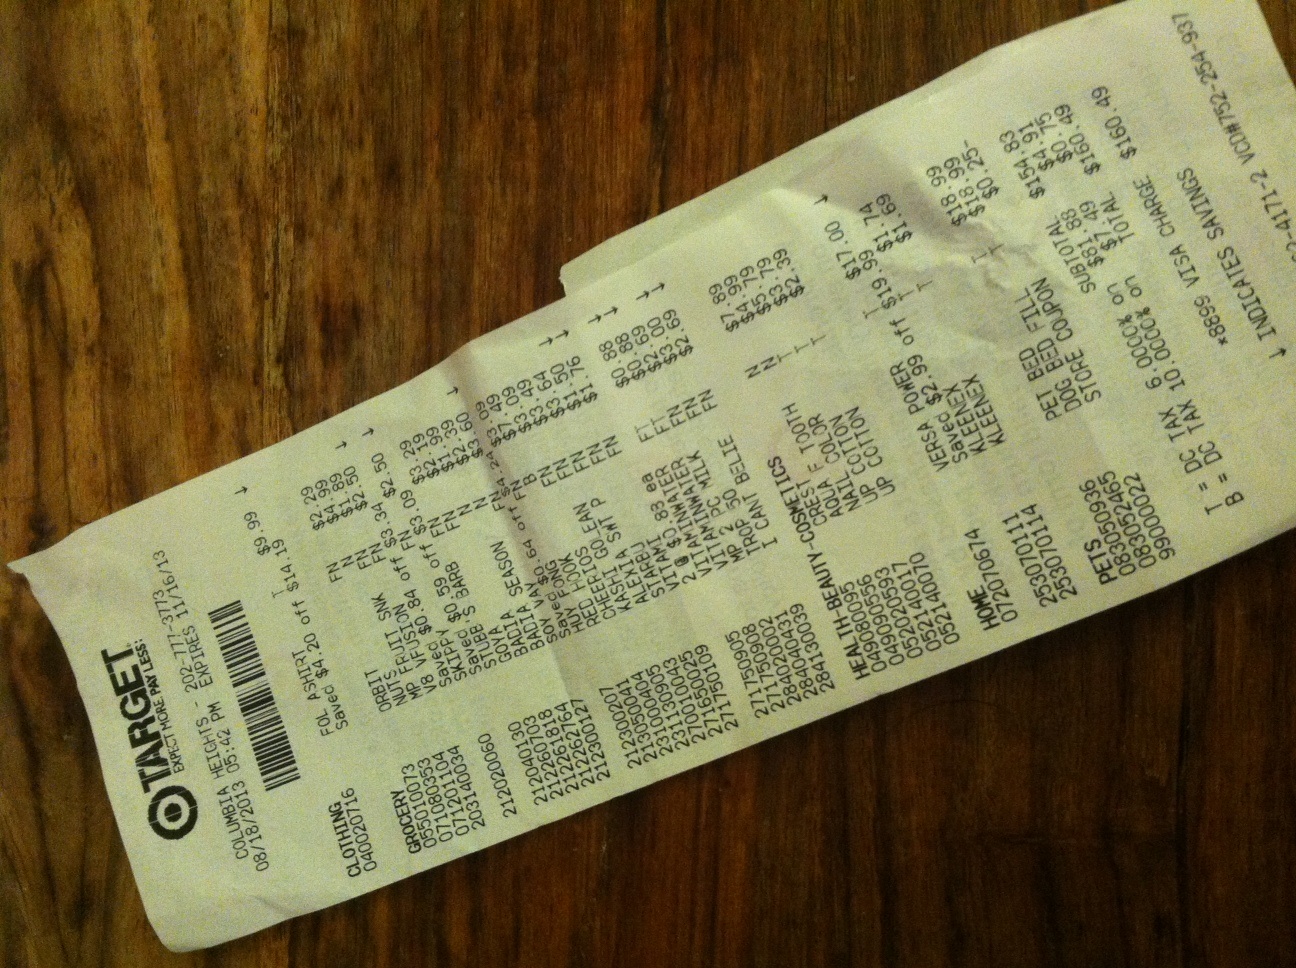 TARGET
EXPECT MORE. PAY LESS.
COLUMBIA HEIGHTS - 202-777-3773
08/18/2013 05:42 PM EXPIRES 11/16/13
CLOTHING
040020716 FOL ASHIRT T $9.99 ↓
Saved $4.20 off $14.19
GROCERY
055010073 ORBIT FN $2.29
071080353 NUTS N $4.99
071201104 MP FRUIT SNK FN $1.89
203140034 V8 VFUSION FN $2.50 ↓
Saved $0.84 off $3.34
212020060 SKIPPY FN $2.50 ↓
Saved $0.59 off $3.09
212040130 STUBB'S BARB FN $3.29
212260703 GOYA N $2.19
212261818 BADIA N $1.99
212262764 BADIA SEASON N $2.39
212300127 SOY VAY FN $3.60 ↓
Saved $0.64 off $4.24
212300207 HUY FONG FN $3.09
213050041 RED HOOK B $7.49
231000404 CHEERIOS FN $3.09
231130905 KASHI GOLEAN FN $3.49
270010043 ALEXIA SWT P FN $3.64 ↓
271650025 STARBU FN $1.50 ↓
271750109 VITAMI FN $1.76
2 @ $0.88 ea
271750905 VITAMINWATER FT $0.88 ↓
271750908 VITAMINWATER FT $0.88 ↓
284020002 MP 2 PC MILK FN $2.69
284040431 TROP 50 FN $3.00 ↓
284130039 I CANT BELIE FN $2.69 ↓
HEALTH-BEAUTY-COSMETICS
049080095 CREST N $7.89
049090556 AQUA F TOOTH N $4.99
052020593 NAIL COLOR T $5.79
052140017 UP COTTON T $3.79
052140070 UP COTTON T $2.39
HOME
072070674 VERSA POWER T $17.00 ↓
Saved $2.99 off $19.99
253070111 KLEENEX T $1.74
253070114 KLEENEX T $1.69
PETS
083050936 PET BED T $18.99
083052465 DOG BED FILL T $18.99
99000022 STORE COUPON $0.25-
SUBTOTAL $154.83
T = DC TAX 6.0000% on $81.88 $4.91
B = DC TAX 10.0000% on $7.49 $0.75
TOTAL $160.49
*8899 VISA CHARGE $160.49
↓ INDICATES SAVINGS
-4171-2 VCD#752-254-937